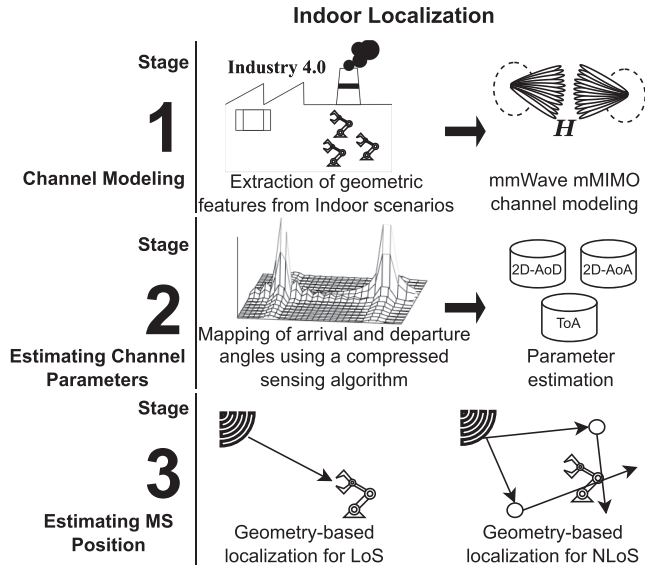 Indoor Localization
Stage
1
Channel Modeling
Industry 4.0
Extraction of geometric
features from Indoor scenarios
H
mmWave mMIMO
channel modeling
Stage
2
Estimating Channel
Parameters
Mapping of arrival and departure
angles using a compressed
sensing algorithm
2D-AoD
2D-AoA
ToA
Parameter
estimation
Stage
3
Estimating MS
Position
Geometry-based
localization for LoS
Geometry-based
localization for NLoS